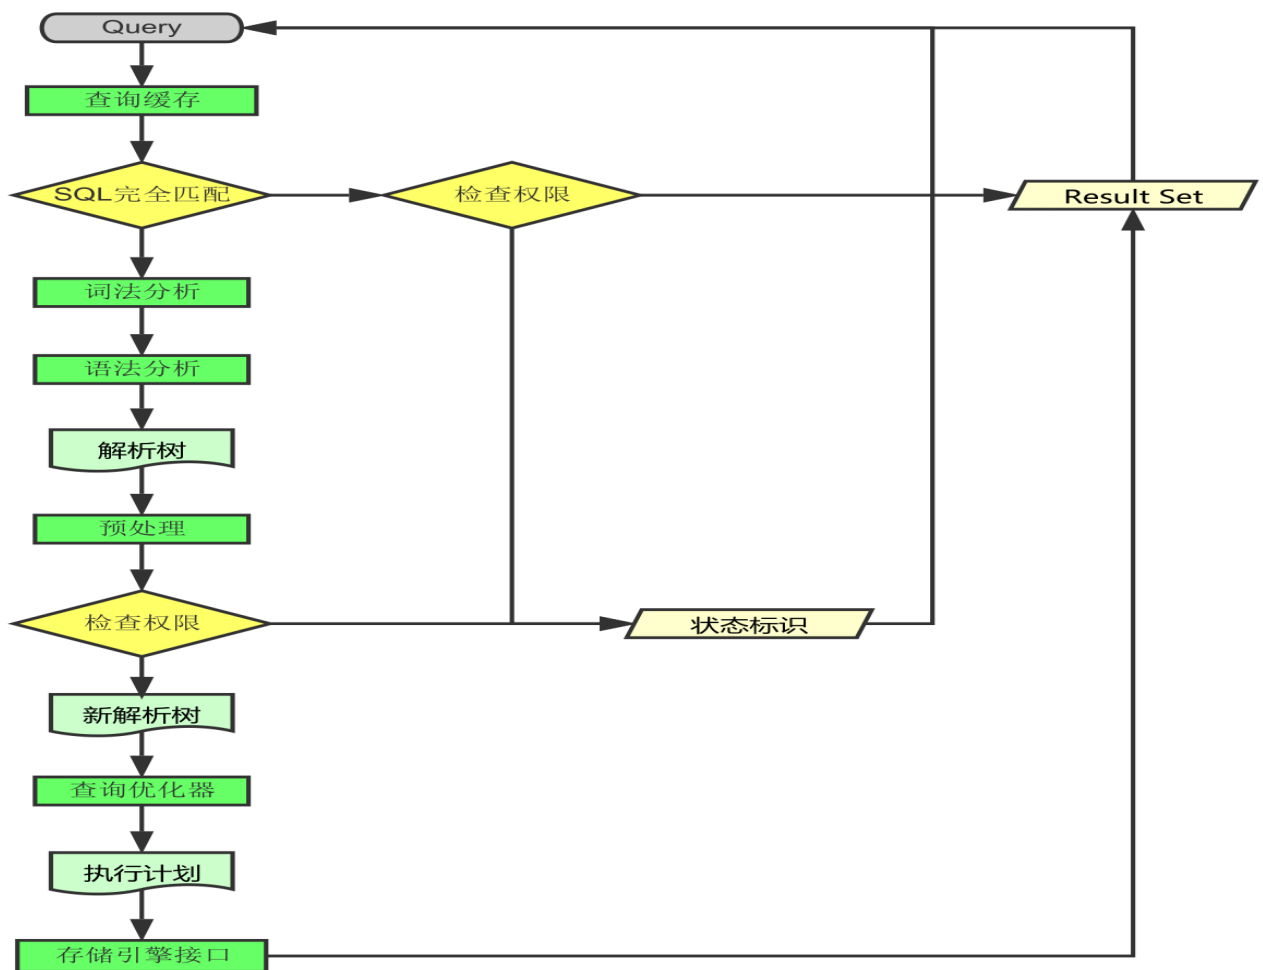 Query
查询缓存
SQL完全匹配
检查权限
Result Set
词法分析
语法分析
解析树
预处理
检查权限
状态标识
新解析树
查询优化器
执行计划
存储引擎接口